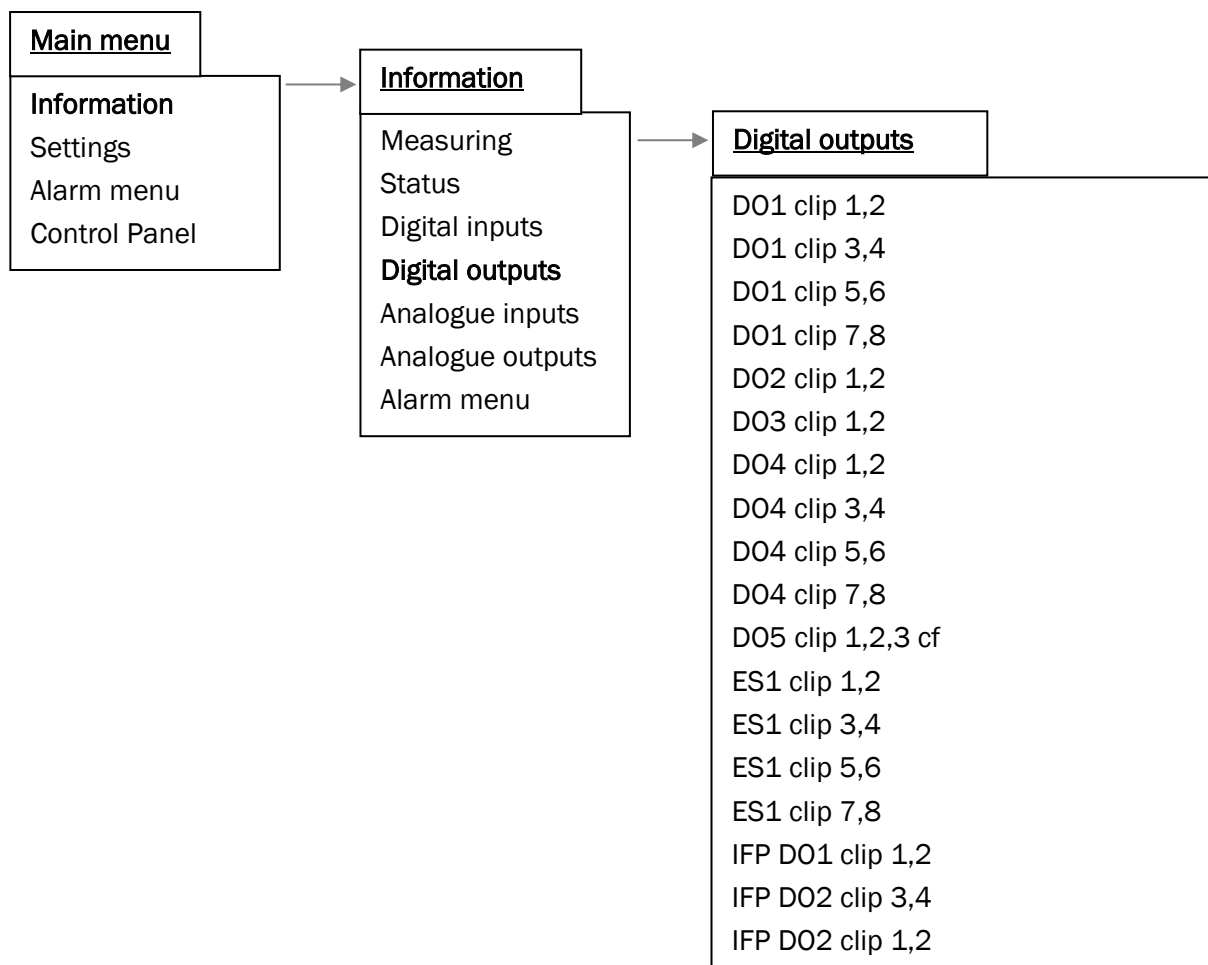 Main menu
Information
Settings
Alarm menu
Control Panel
Information
Measuring
Status
Digital inputs
Digital outputs
Analogue inputs
Analogue outputs
Alarm menu
Digital outputs
DO1 clip 1,2
DO1 clip 3,4
DO1 clip 5,6
DO1 clip 7,8
DO2 clip 1,2
DO3 clip 1,2
DO4 clip 1,2
DO4 clip 3,4
DO4 clip 5,6
DO4 clip 7,8
DO5 clip 1,2,3 cf
ES1 clip 1,2
ES1 clip 3,4
ES1 clip 5,6
ES1 clip 7,8
IFP DO1 clip 1,2
IFP DO2 clip 3,4
IFP DO2 clip 1,2